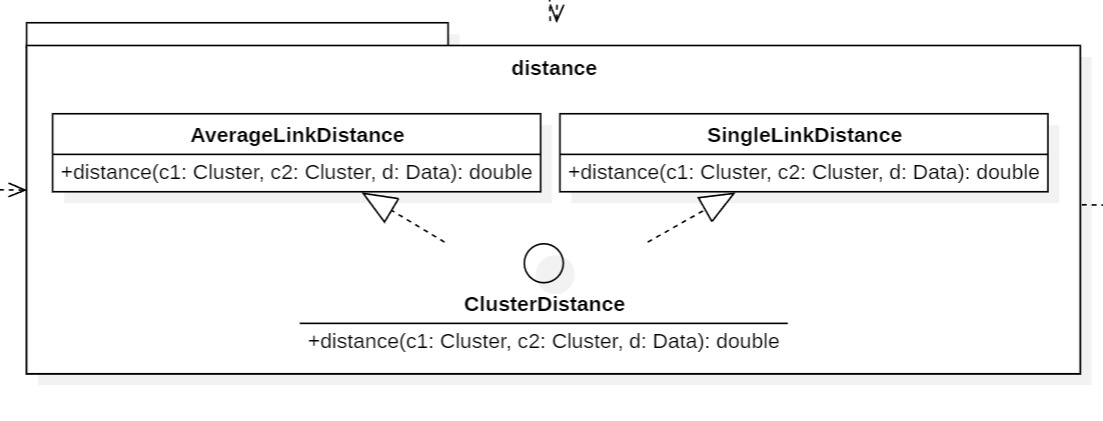 distance
AverageLinkDistance
+distance(c1: Cluster, c2: Cluster, d: Data): double
SingleLinkDistance
+distance(c1: Cluster, c2: Cluster, d: Data): double
ClusterDistance
+distance(c1: Cluster, c2: Cluster, d: Data): double